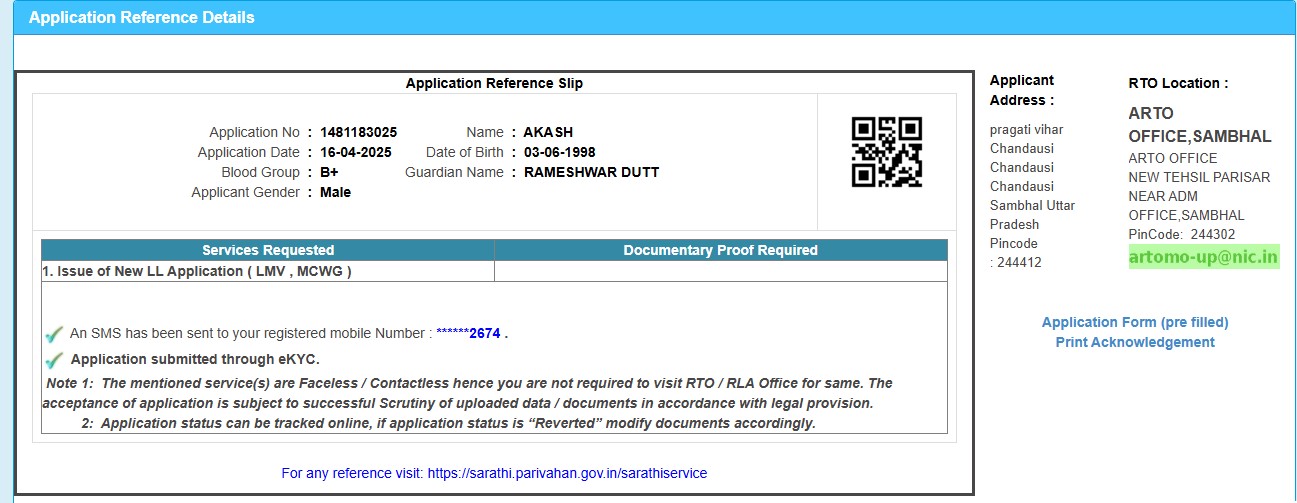 Application Reference Details
Application Reference Slip
Application No : 1481183025 Name : AKASH
Application Date : 16-04-2025 Date of Birth : 03-06-1998
Blood Group : B+ Guardian Name : RAMESHWAR DUTT
Applicant Gender : Male
Services Requested Documentary Proof Required
1. Issue of New LL Application ( LMV , MCWG )
An SMS has been sent to your registered mobile Number : ******2674 .
Application submitted through eKYC.
Note 1: The mentioned service(s) are Faceless / Contactless hence you are not required to visit RTO / RLA Office for same. The
acceptance of application is subject to successful Scrutiny of uploaded data / documents in accordance with legal provision.
2: Application status can be tracked online, if application status is “Reverted” modify documents accordingly.
For any reference visit: https://sarathi.parivahan.gov.in/sarathiservice
Applicant
Address :
pragati vihar
Chandausi
Chandausi
Chandausi
Sambhal Uttar
Pradesh
Pincode
: 244412
RTO Location :
ARTO
OFFICE,SAMBHAL
ARTO OFFICE
NEW TEHSIL PARISAR
NEAR ADM
OFFICE,SAMBHAL
PinCode: 244302
artomo-up@nic.in
Application Form (pre filled)
Print Acknowledgement